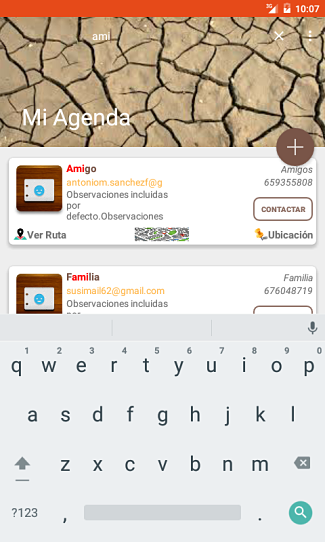 3G 10:07
ami
Mi Agenda
Amigo
Amigos
antoniom.sanchezf@g
659355808
Observaciones incluidas
por
defecto.Observaciones
CONTACTAR
Ver Ruta
Ubicación
Familia
Familia
susimail62@gmail.com
676048719
Observaciones incluidas
1 2 3 4 5 6 7 8 9 0
q w e r t y u i o p
a s d f g h j k l
z x c v b n m
?123 , .